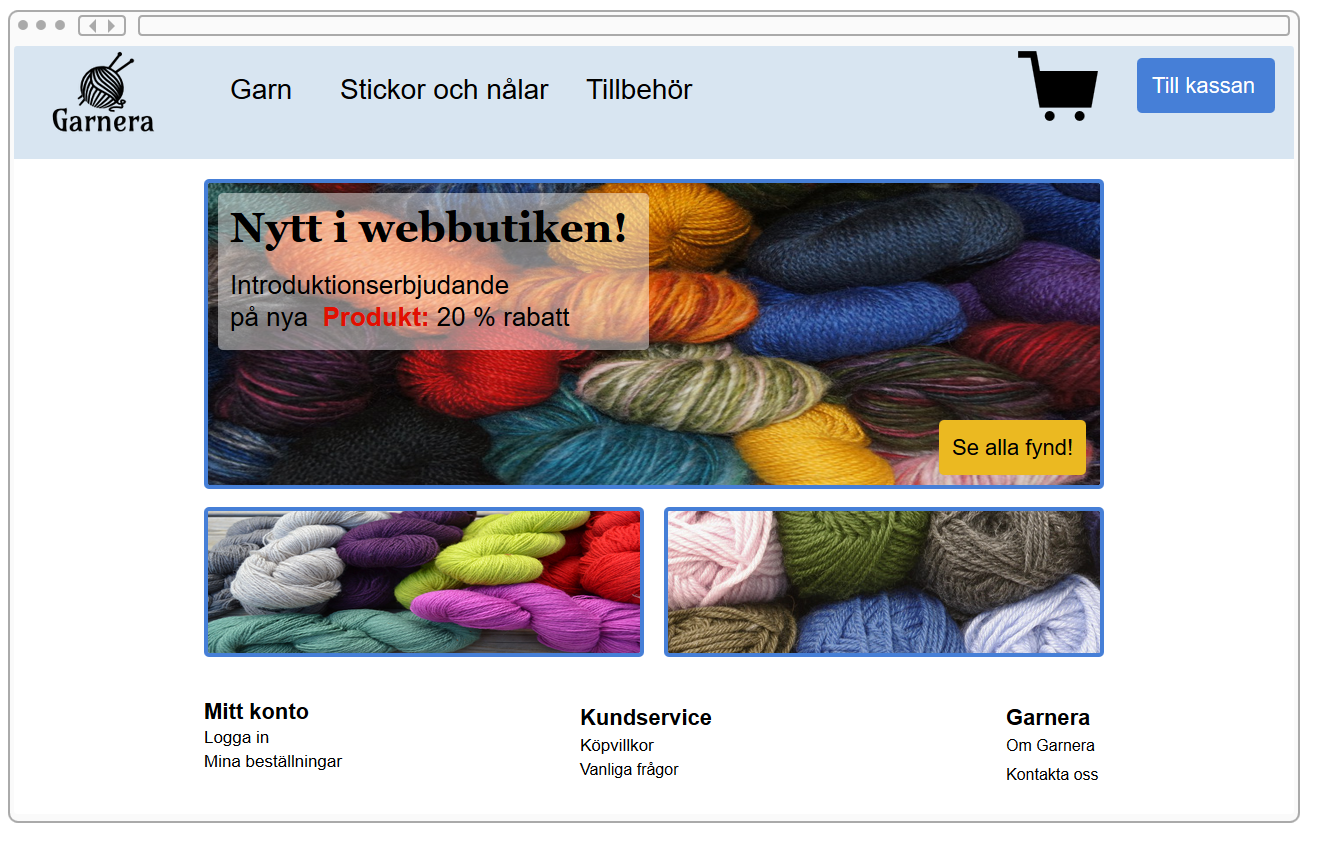 Garnera
Garn
Stickor och nålar
Tillbehör
Till kassan
Nytt i webbutiken!
Introduktionserbjudande
på nya Produkt: 20 % rabatt
Se alla fynd!
Mitt konto
Logga in
Mina beställningar
Kundservice
Köpvillkor
Vanliga frågor
Garnera
Om Garnera
Kontakta oss